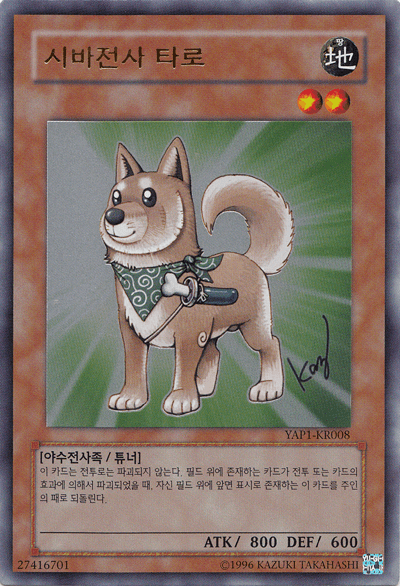 시바전사 타로
땅
地
Kaz
YAP1-KR008
[야수전사족 / 튜너]
이 카드는 전투로는 파괴되지 않는다. 필드 위에 존재하는 카드가 전투 또는 카드의
효과에 의해서 파괴되었을 때, 자신 필드 위에 앞면 표시로 존재하는 이 카드를 주인
의 패로 되돌린다.
ATK/ 800 DEF/ 600
27416701
©1996 KAZUKI TAKAHASHI